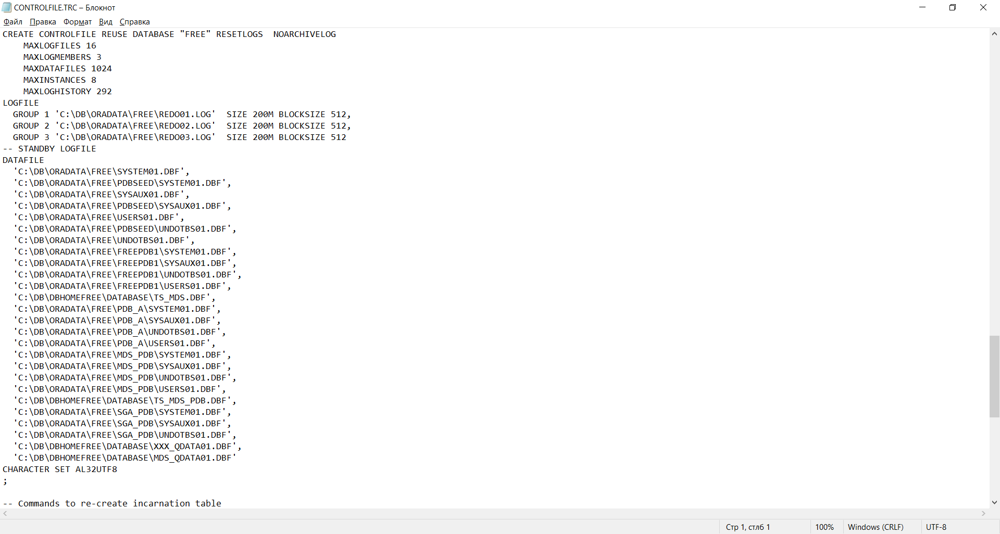 CONTROLFILE.TRC – Блокнот
Файл Правка Формат Вид Справка
CREATE CONTROLFILE REUSE DATABASE "FREE" RESETLOGS  NOARCHIVELOG
    MAXLOGFILES 16
    MAXLOGMEMBERS 3
    MAXDATAFILES 1024
    MAXINSTANCES 8
    MAXLOGHISTORY 292
LOGFILE
  GROUP 1 'C:\DB\ORADATA\FREE\REDO01.LOG'  SIZE 200M BLOCKSIZE 512,
  GROUP 2 'C:\DB\ORADATA\FREE\REDO02.LOG'  SIZE 200M BLOCKSIZE 512,
  GROUP 3 'C:\DB\ORADATA\FREE\REDO03.LOG'  SIZE 200M BLOCKSIZE 512
-- STANDBY LOGFILE
DATAFILE
  'C:\DB\ORADATA\FREE\SYSTEM01.DBF',
  'C:\DB\ORADATA\FREE\PDBSEED\SYSTEM01.DBF',
  'C:\DB\ORADATA\FREE\SYSAUX01.DBF',
  'C:\DB\ORADATA\FREE\PDBSEED\SYSAUX01.DBF',
  'C:\DB\ORADATA\FREE\USERS01.DBF',
  'C:\DB\ORADATA\FREE\PDBSEED\UNDOTBS01.DBF',
  'C:\DB\ORADATA\FREE\UNDOTBS01.DBF',
  'C:\DB\ORADATA\FREE\FREEPDB1\SYSTEM01.DBF',
  'C:\DB\ORADATA\FREE\FREEPDB1\SYSAUX01.DBF',
  'C:\DB\ORADATA\FREE\FREEPDB1\UNDOTBS01.DBF',
  'C:\DB\ORADATA\FREE\FREEPDB1\USERS01.DBF',
  'C:\DB\DBHOMEFREE\DATABASE\TS_MDS.DBF',
  'C:\DB\ORADATA\FREE\PDB_A\SYSTEM01.DBF',
  'C:\DB\ORADATA\FREE\PDB_A\SYSAUX01.DBF',
  'C:\DB\ORADATA\FREE\PDB_A\UNDOTBS01.DBF',
  'C:\DB\ORADATA\FREE\PDB_A\USERS01.DBF',
  'C:\DB\ORADATA\FREE\MDS_PDB\SYSTEM01.DBF',
  'C:\DB\ORADATA\FREE\MDS_PDB\SYSAUX01.DBF',
  'C:\DB\ORADATA\FREE\MDS_PDB\UNDOTBS01.DBF',
  'C:\DB\ORADATA\FREE\MDS_PDB\USERS01.DBF',
  'C:\DB\DBHOMEFREE\DATABASE\TS_MDS_PDB.DBF',
  'C:\DB\ORADATA\FREE\SGA_PDB\SYSTEM01.DBF',
  'C:\DB\ORADATA\FREE\SGA_PDB\SYSAUX01.DBF',
  'C:\DB\ORADATA\FREE\SGA_PDB\UNDOTBS01.DBF',
  'C:\DB\DBHOMEFREE\DATABASE\XXX_QDATA01.DBF',
  'C:\DB\DBHOMEFREE\DATABASE\MDS_QDATA01.DBF'
CHARACTER SET AL32UTF8
;
-- Commands to re-create incarnation table
Стр 1, стлб 1 100% Windows (CRLF) UTF-8